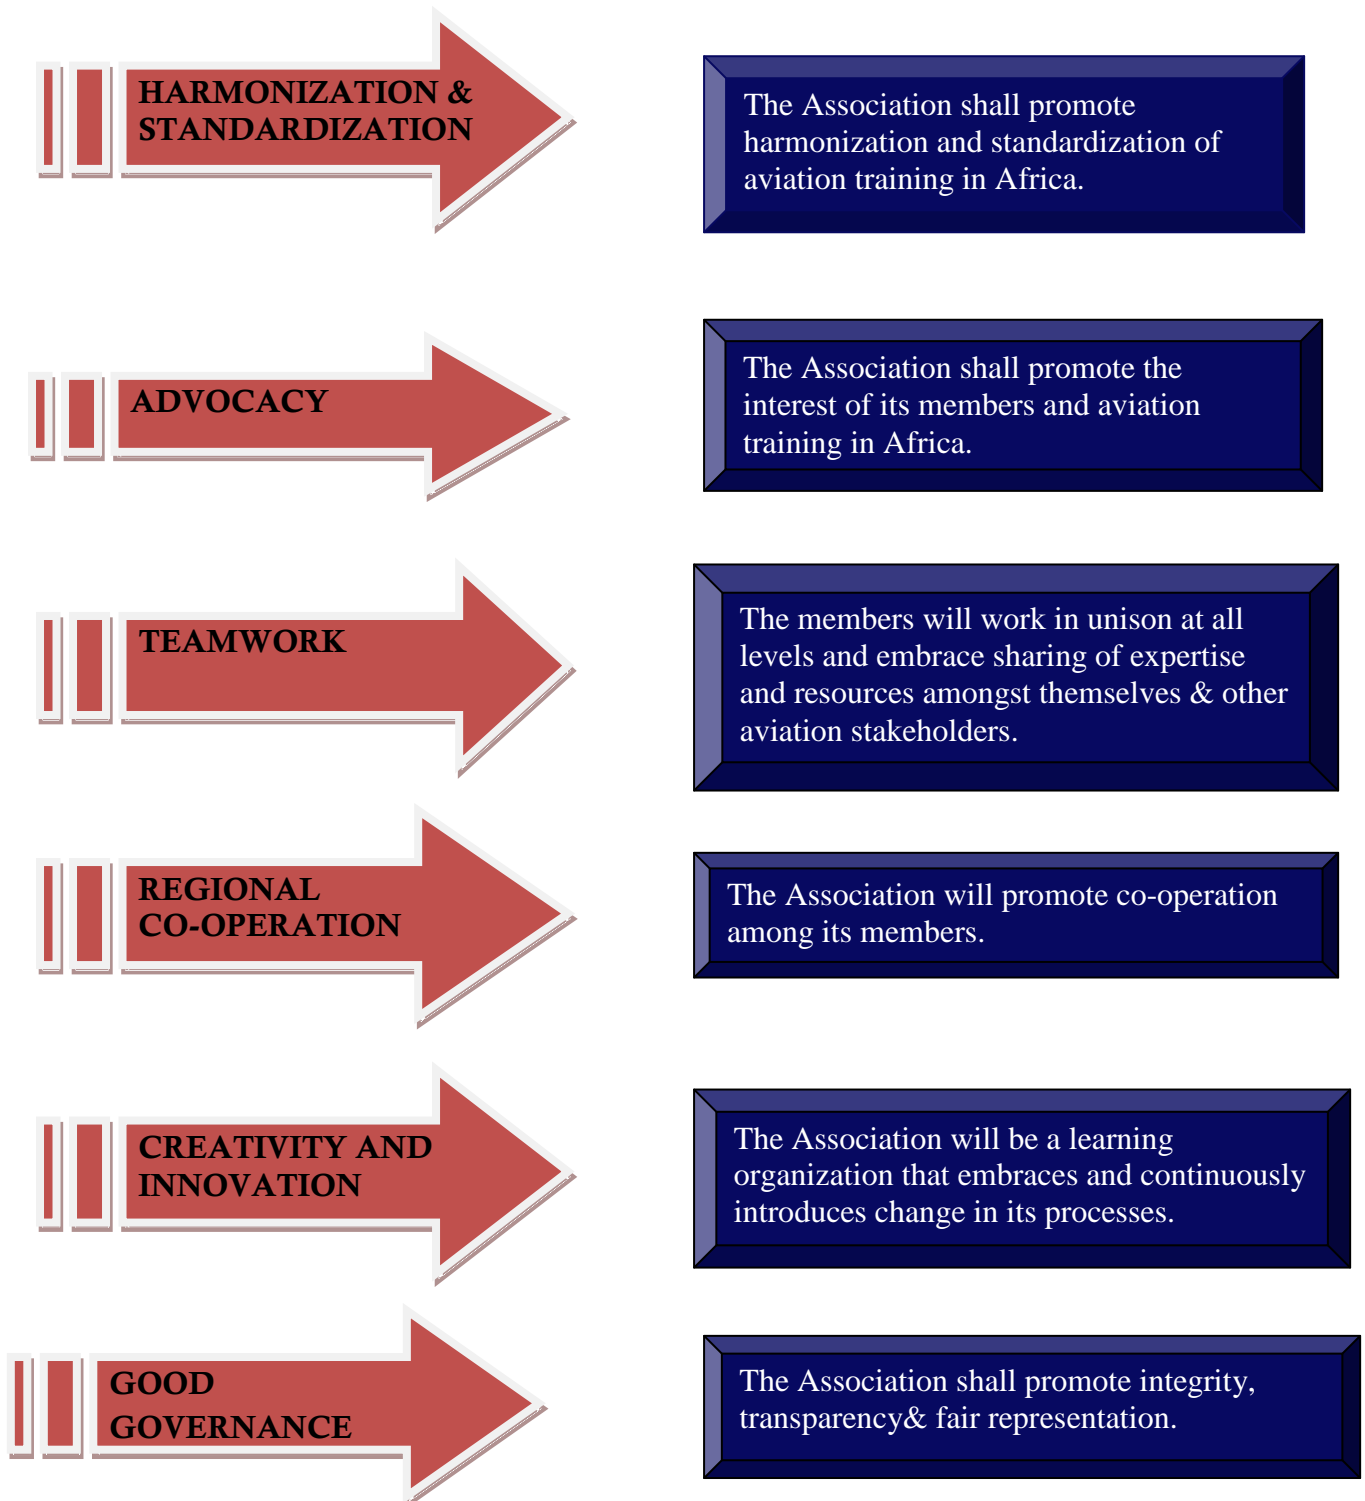 HARMONIZATION &
STANDARDIZATION
The Association shall promote
harmonization and standardization of
aviation training in Africa.
ADVOCACY
The Association shall promote the
interest of its members and aviation
training in Africa.
TEAMWORK
The members will work in unison at all
levels and embrace sharing of expertise
and resources amongst themselves & other
aviation stakeholders.
REGIONAL
CO-OPERATION
The Association will promote co-operation
among its members.
CREATIVITY AND
INNOVATION
The Association will be a learning
organization that embraces and continuously
introduces change in its processes.
GOOD
GOVERNANCE
The Association shall promote integrity,
transparency& fair representation.